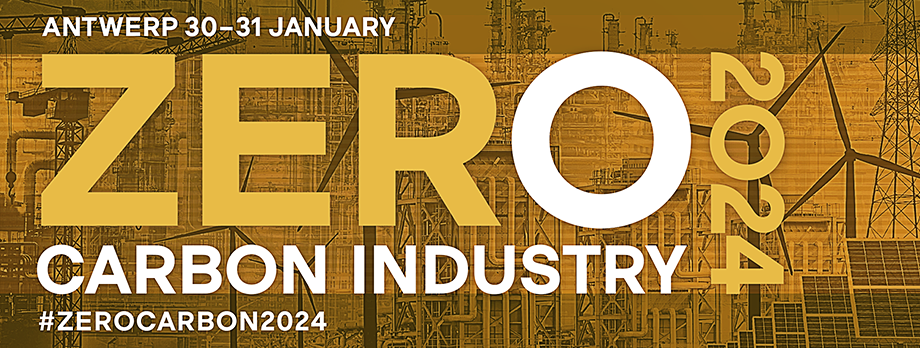 ANTWERP 30–31 JANUARY
ZERO
2024
CARBON INDUSTRY
#ZEROCARBON2024